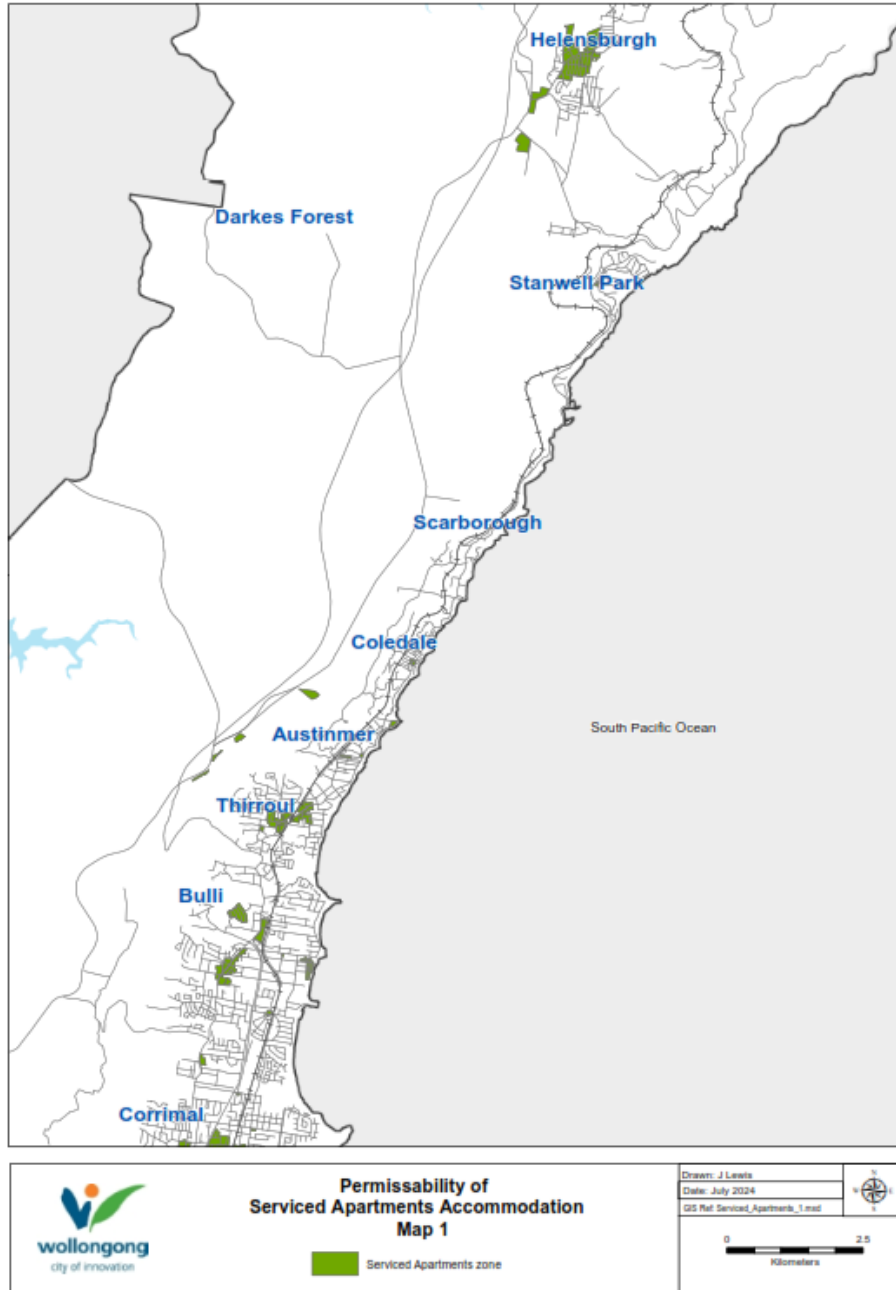 Helensburgh
Darkes Forest
Stanwell Park
Scarborough
Coledale
South Pacific Ocean
Austinmer
Thirroul
Bulli
Corrimal
wollongong
city of innovation
Permissability of
Serviced Apartments Accommodation
Map 1
Serviced Apartments zone
Drawn: J Lewis
Date: July 2024
GIS Ref: Serviced_Apartments_1.mxd
N
W E
S
0 2.5
Kilometers